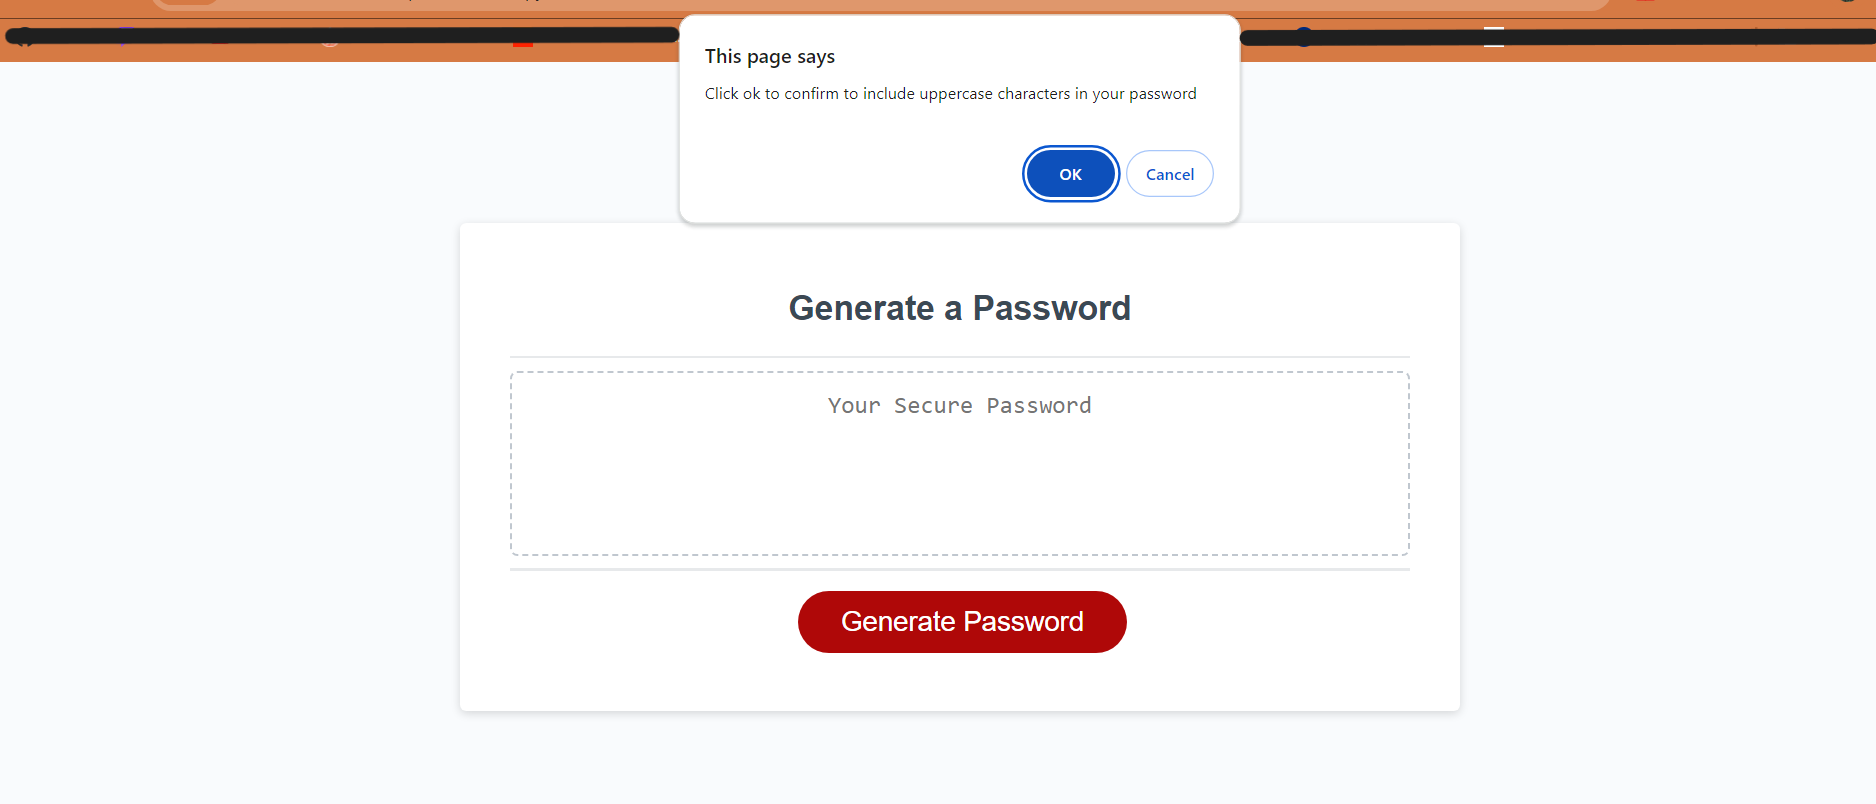 This page says
Click ok to confirm to include uppercase characters in your password
OK
Cancel
Generate a Password
Your Secure Password
Generate Password